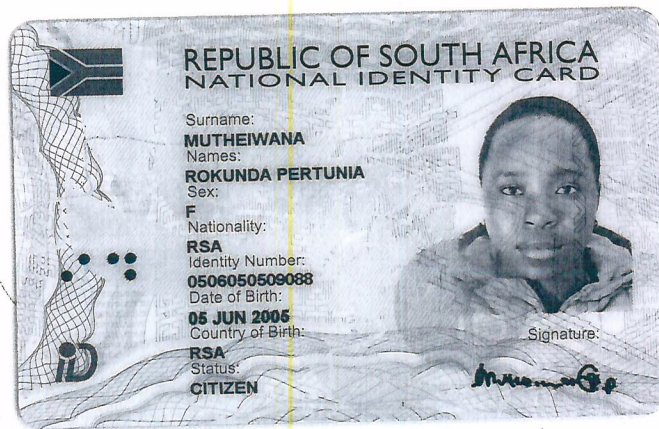 REPUBLIC OF SOUTH AFRICA
NATIONAL IDENTITY CARD
Surname:
MUTHEIWANA
Names:
ROKUNDA PERTUNIA
Sex:
F
Nationality:
RSA
Identity Number:
0506050509088
Date of Birth:
05 JUN 2005
Country of Birth:
RSA
Status:
CITIZEN
Signature:
iD